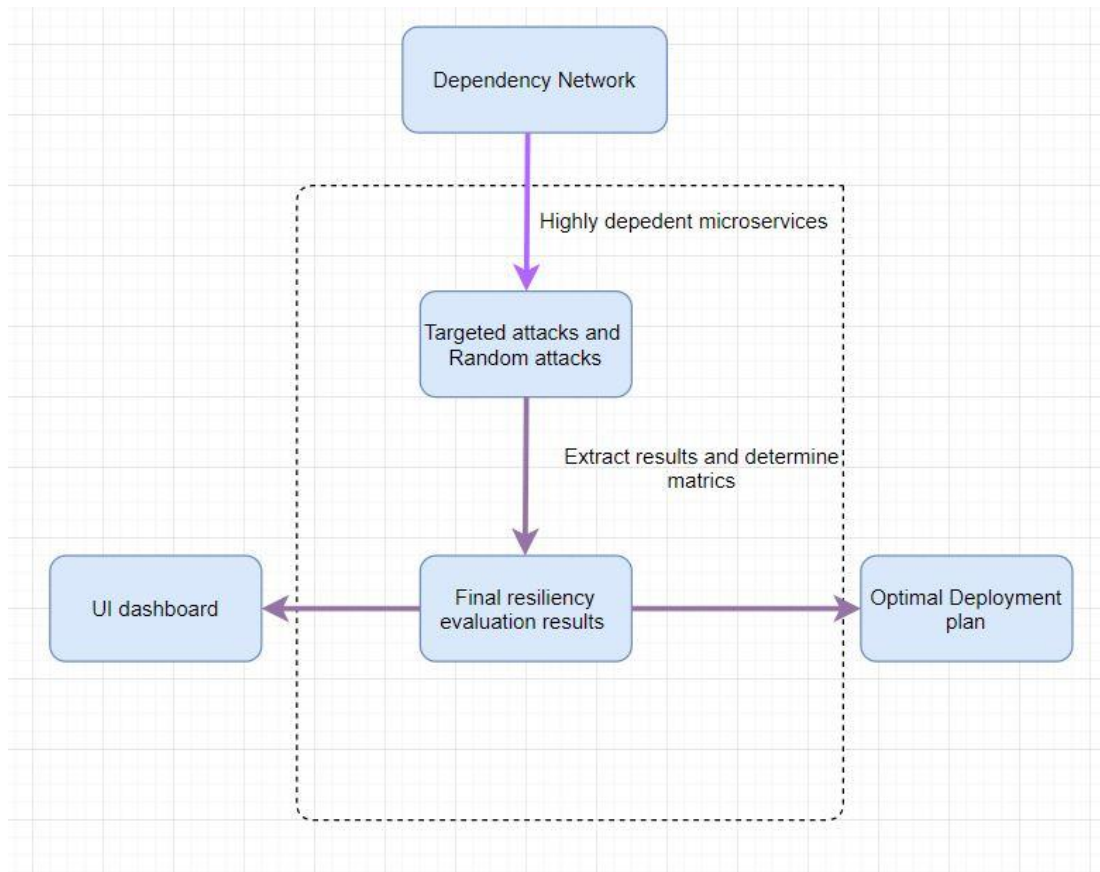 Dependency Network
Highly depedent microservices
Targeted attacks and
Random attacks
Extract results and determine
matrics
UI dashboard
Final resiliency
evaluation results
Optimal Deployment
plan